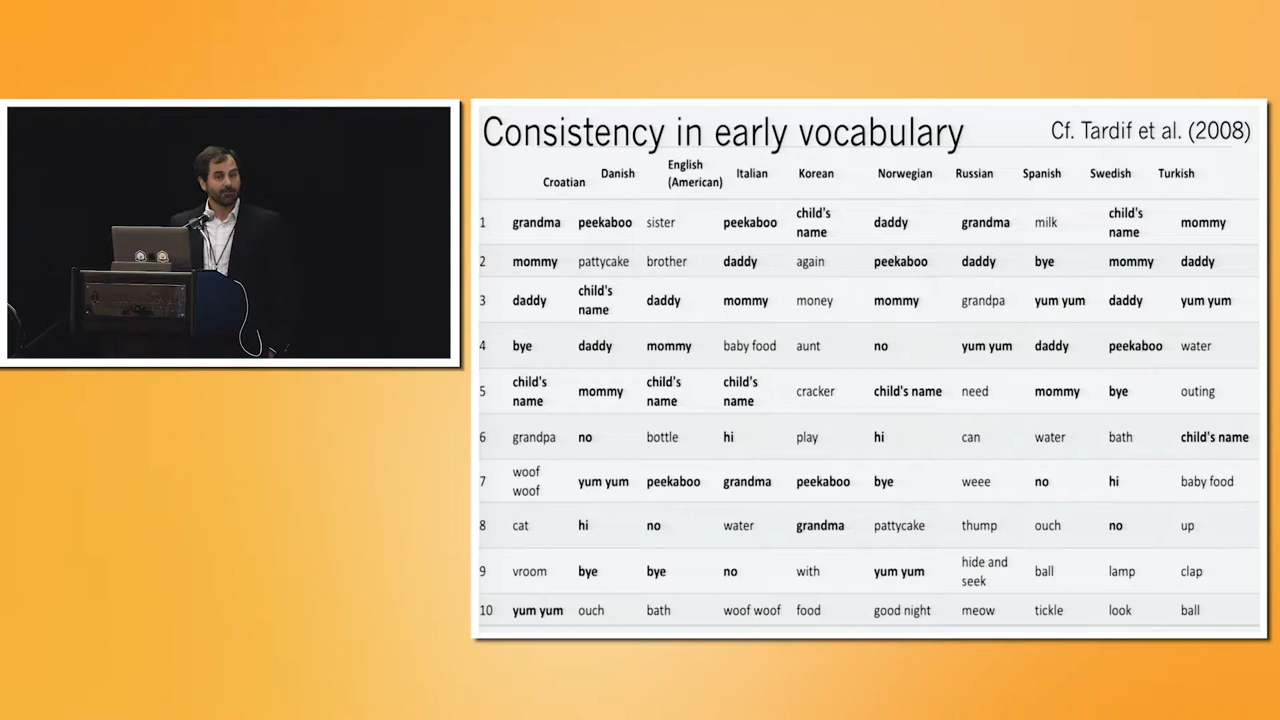 Consistency in early vocabulary
Cf. Tardif et al. (2008)
Croatian Danish English (American) Italian Korean Norwegian Russian Spanish Swedish Turkish
1 grandma peekaboo sister peekaboo child's name daddy grandma milk child's name mommy
2 mommy pattycake brother daddy again peekaboo daddy bye mommy daddy
3 daddy child's name daddy mommy money mommy grandpa yum yum daddy yum yum
4 bye daddy mommy baby food aunt no yum yum daddy peekaboo water
5 child's name mommy child's name child's name cracker child's name need mommy bye outing
6 grandpa no bottle hi play hi can water bath child's name
7 woof woof yum yum peekaboo grandma peekaboo bye weee no hi baby food
8 cat hi no water grandma pattycake thump ouch no up
9 vroom bye bye no with yum yum hide and seek ball lamp clap
10 yum yum ouch bath woof woof food good night meow tickle look ball